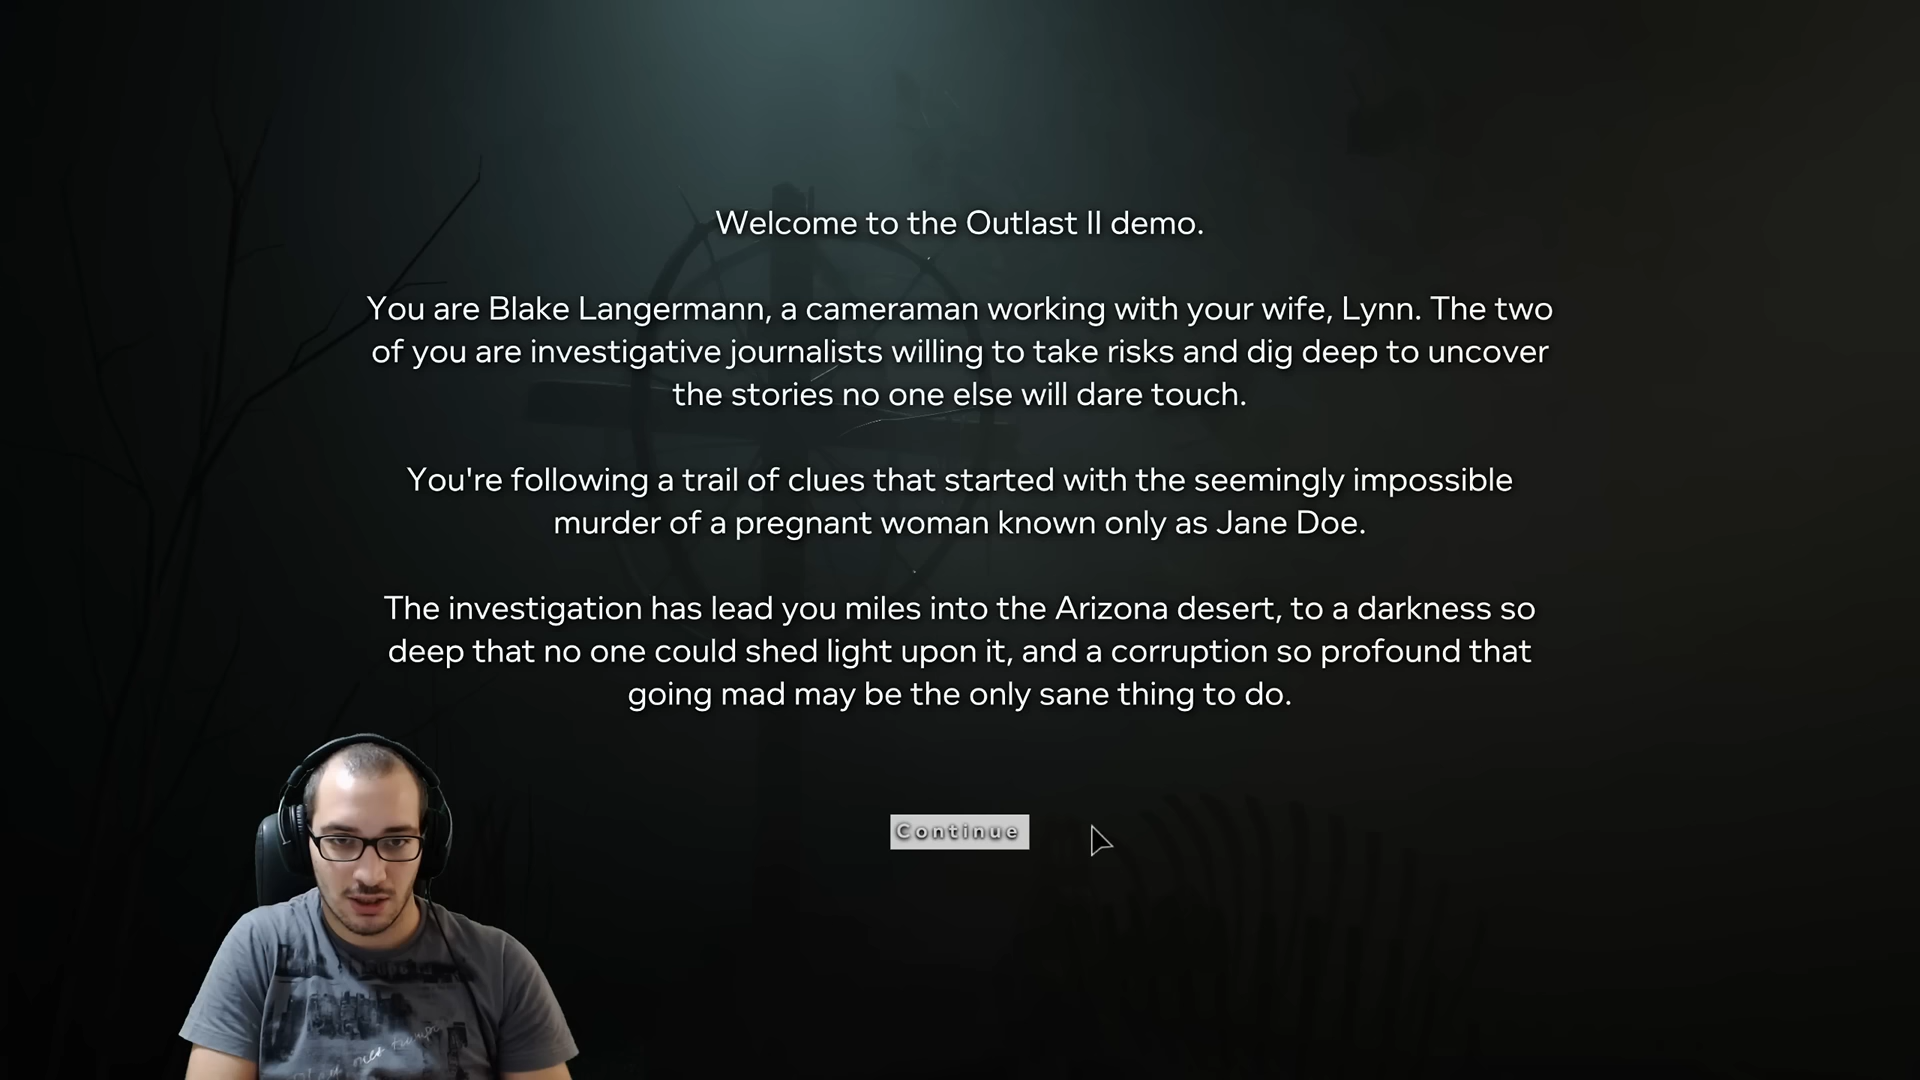 Welcome to the Outlast II demo.
You are Blake Langermann, a cameraman working with your wife, Lynn. The two
of you are investigative journalists willing to take risks and dig deep to uncover
the stories no one else will dare touch.
You're following a trail of clues that started with the seemingly impossible
murder of a pregnant woman known only as Jane Doe.
The investigation has lead you miles into the Arizona desert, to a darkness so
deep that no one could shed light upon it, and a corruption so profound that
going mad may be the only sane thing to do.
Continue